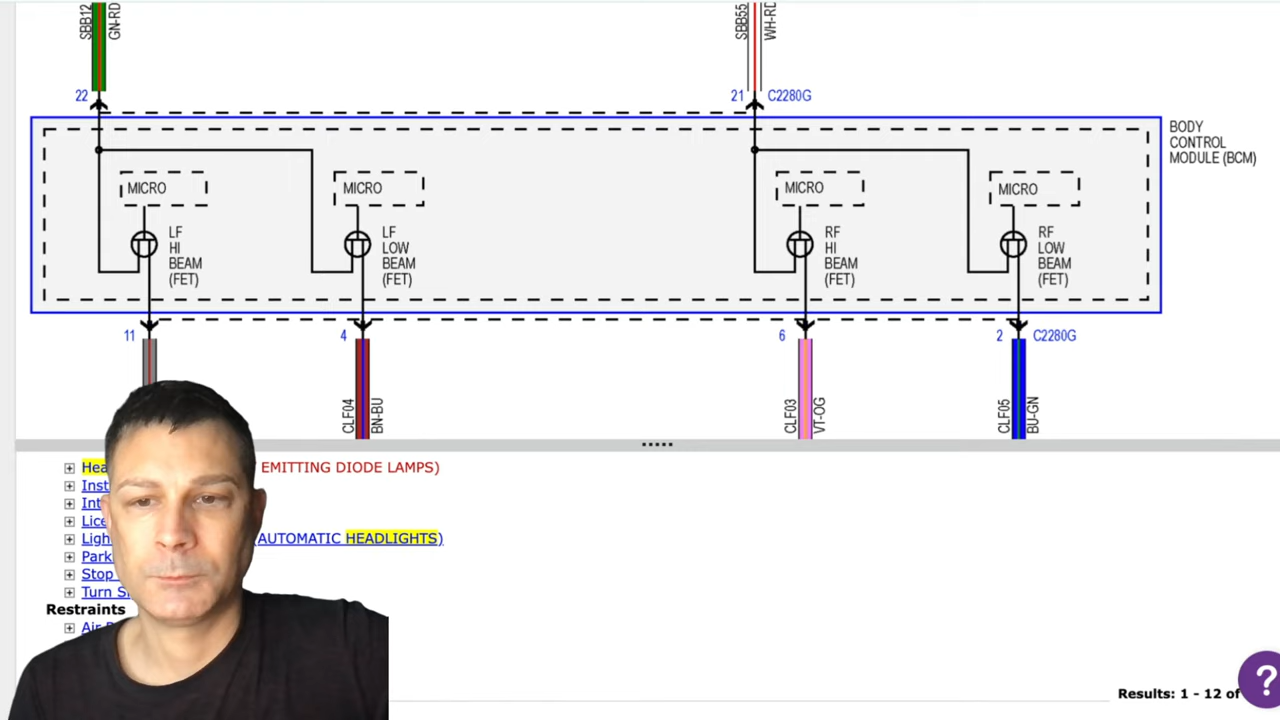 SBB12
GN-RD
SBB55
WH-RD
22
21
C2280G
BODY
CONTROL
MODULE (BCM)
MICRO
MICRO
MICRO
MICRO
LF
HI
BEAM
(FET)
LF
LOW
BEAM
(FET)
RF
HI
BEAM
(FET)
RF
LOW
BEAM
(FET)
11
4
6
2
C2280G
CLF04
BN-BU
CLF03
VT-OG
CLF05
BU-GN
EMITTING DIODE LAMPS)
(AUTOMATIC HEADLIGHTS)
Stop
Restraints
Results: 1 - 12 of
?